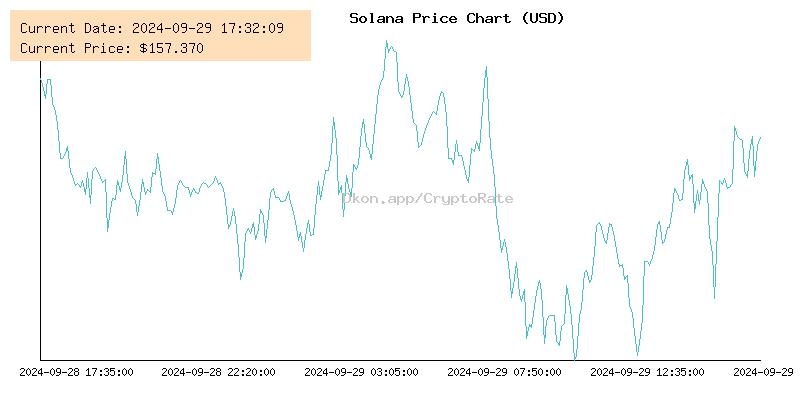 Solana Price Chart (USD)
Current Date: 2024-09-29 17:32:09
Current Price: $157.370
0kon.app/CryptoRate
2024-09-28 17:35:00
2024-09-28 22:20:00
2024-09-29 03:05:00
2024-09-29 07:50:00
2024-09-29 12:35:00
2024-09-29